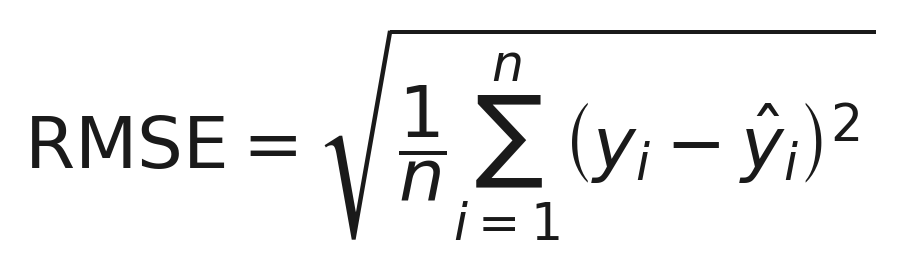 RMSE = √(1/n ∑_{i=1}^{n} (y_i − ŷ_i)²)